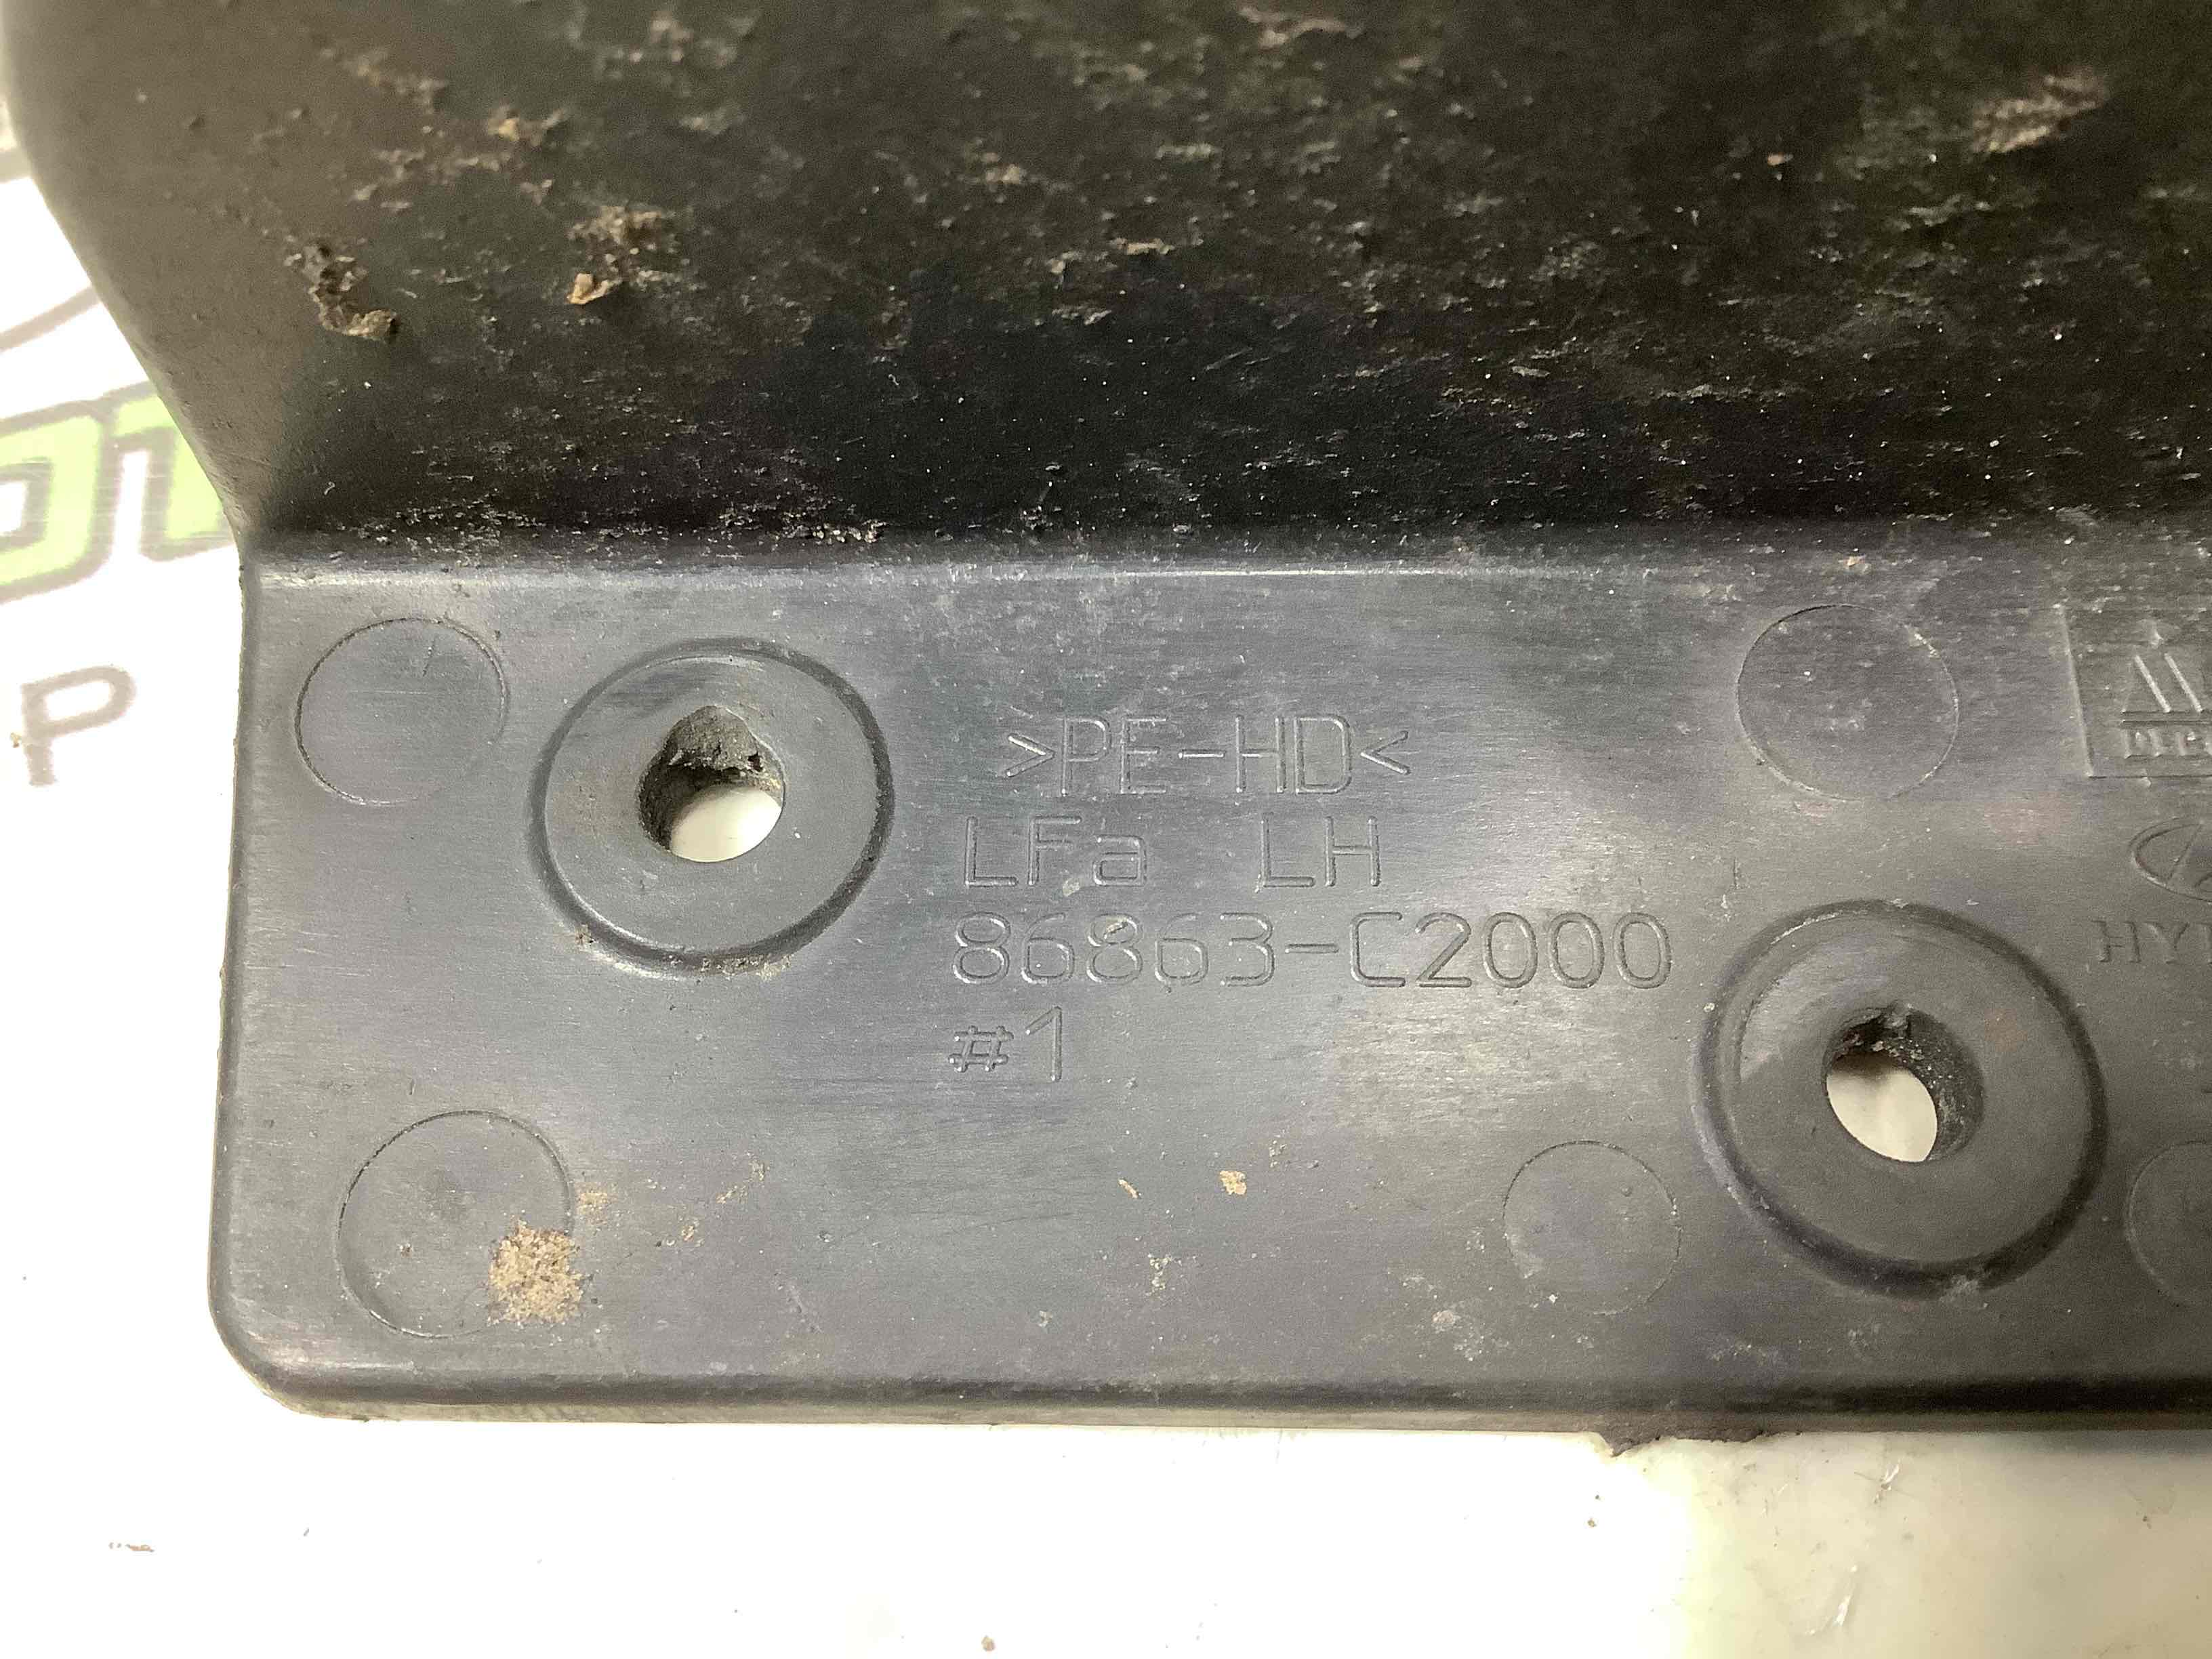 >PE-HD<
LFa LH
86863-C2000
#1
P